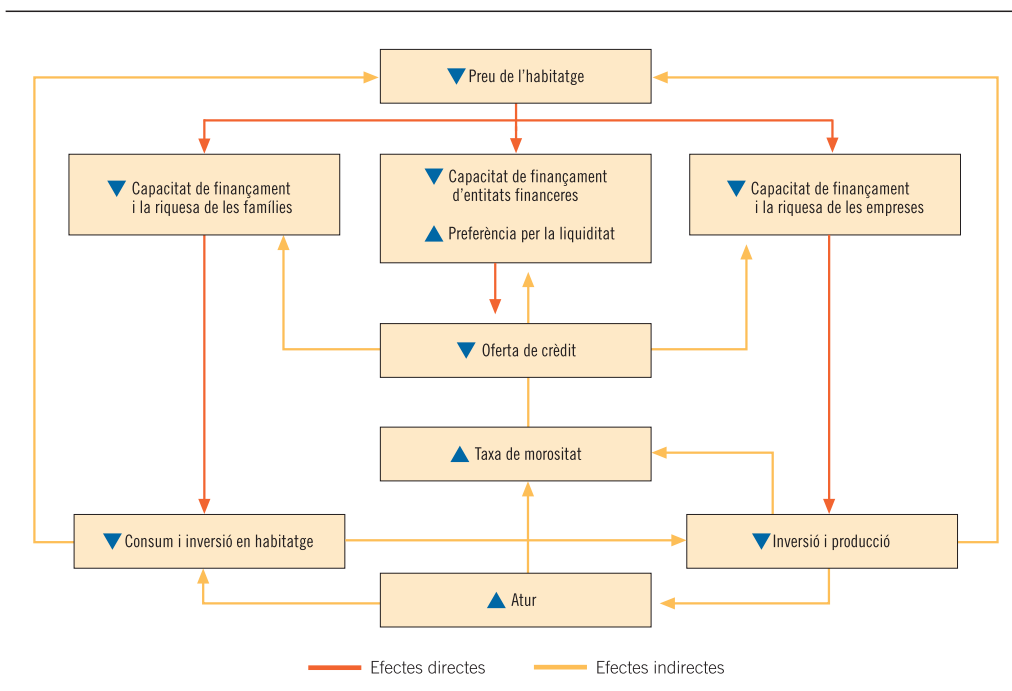 Preu de l'habitatge
Capacitat de finançament
i la riquesa de les famílies
Capacitat de finançament
d'entitats financeres
Preferència per la liquiditat
Capacitat de finançament
i la riquesa de les empreses
Oferta de crèdit
Taxa de morositat
Consum i inversió en habitatge
Inversió i producció
Atur
Efectes directes
Efectes indirectes